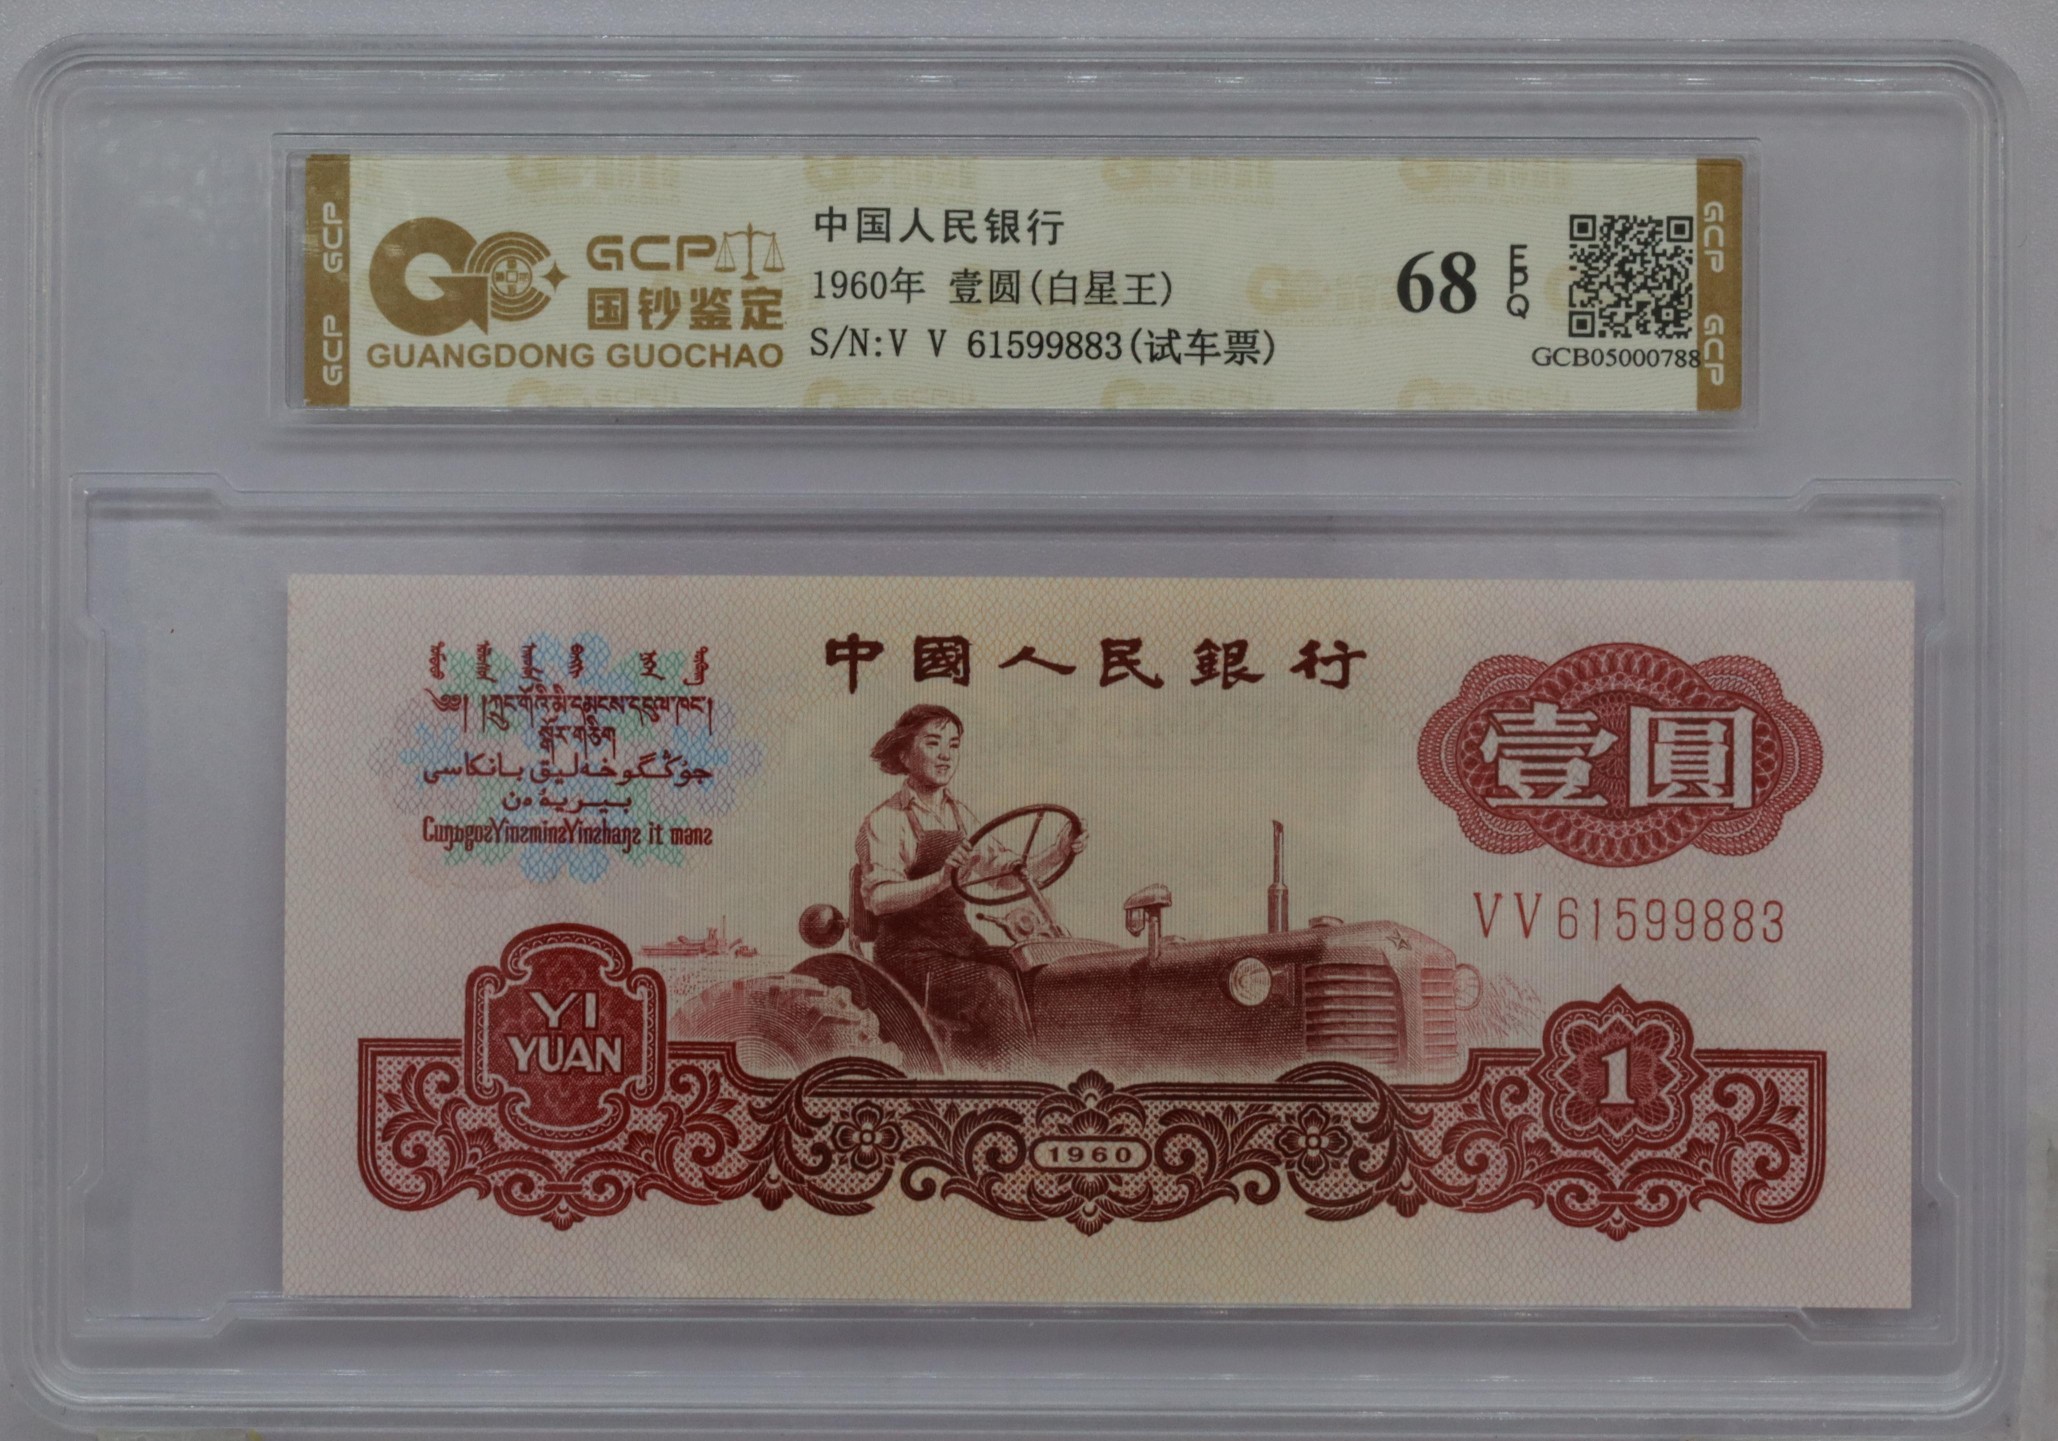 GCP
GCP
GCP
国钞鉴定
GUANGDONG GUOCHAO
中国人民银行
1960年 壹圆(白星王)
S/N:V V 61599883(试车票)
68
EPQ
GCB05000788
GCP
GCP
中國人民銀行
壹圓
VV61599883
YI
YUAN
1
1960